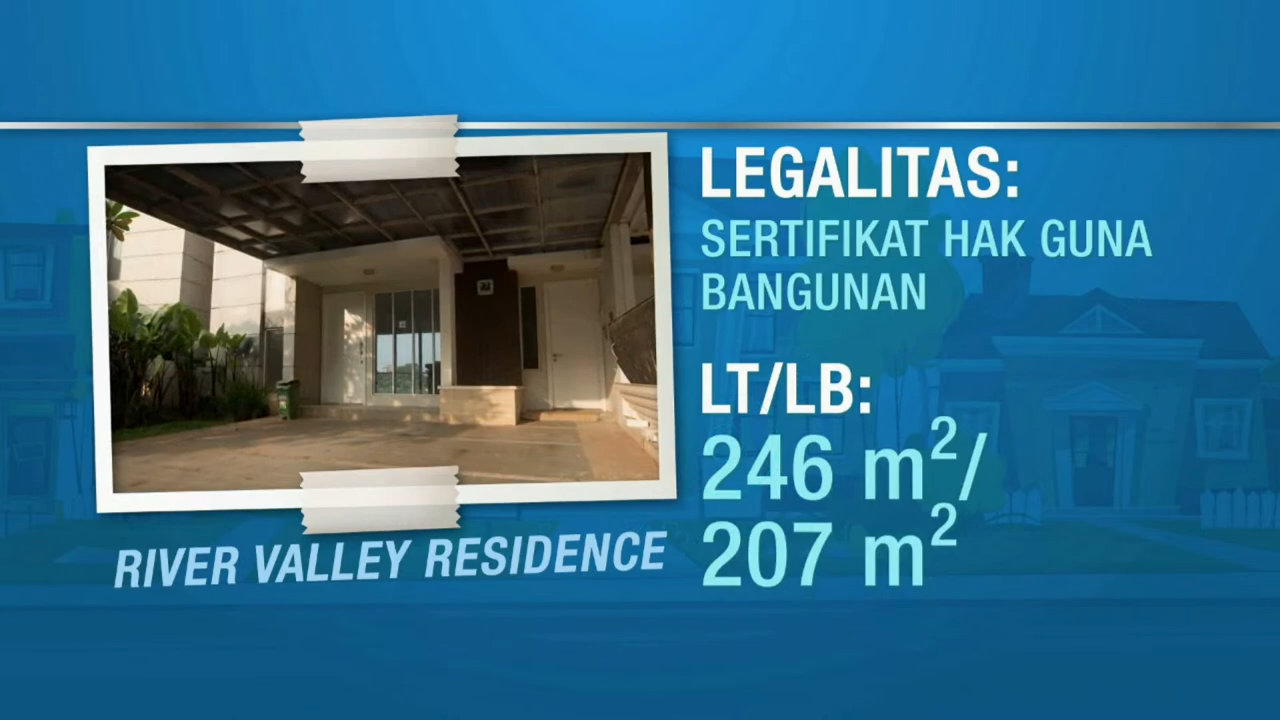 LEGALITAS:
SERTIFIKAT HAK GUNA
BANGUNAN
LT/LB:
246 m²/
207 m²
RIVER VALLEY RESIDENCE